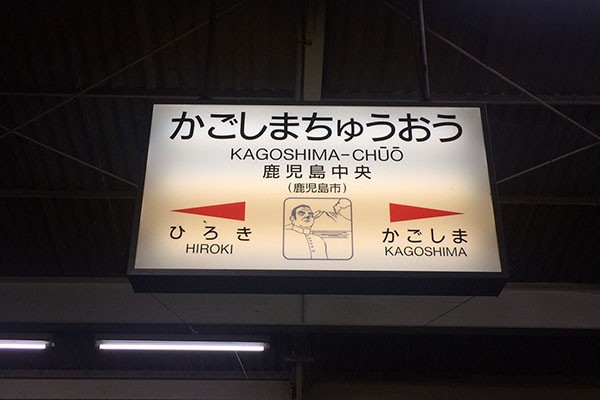 かごしまちゅうおう
KAGOSHIMA-CHŪŌ
鹿児島中央
(鹿児島市)
ひろき
HIROKI
かごしま
KAGOSHIMA